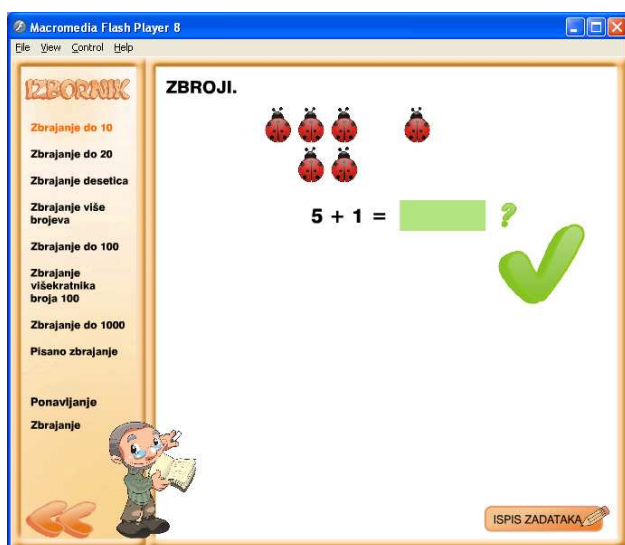 Macromedia Flash Player 8
File View Control Help
IZBORNIK
Zbrajanje do 10
Zbrajanje do 20
Zbrajanje desetica
Zbrajanje više
brojeva
Zbrajanje do 100
Zbrajanje
višekratnika
broja 100
Zbrajanje do 1000
Pisano zbrajanje
Ponavljanje
Zbrajanje
ZBROJI.
5 + 1 = ?
ISPIS ZADATAKA